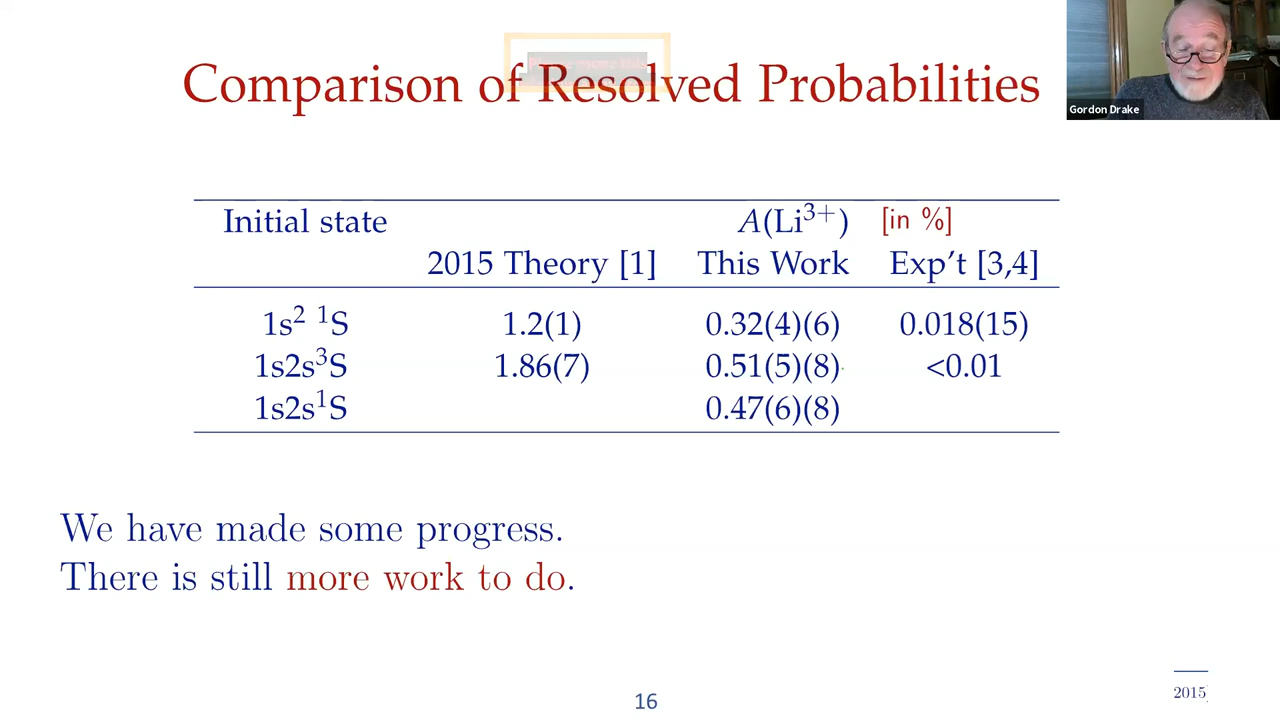 Comparison of Resolved Probabilities
Gordon Drake
Initial state A(Li³⁺) [in %]
2015 Theory [1] This Work Exp't [3,4]
1s² ¹S 1.2(1) 0.32(4)(6) 0.018(15)
1s2s³S 1.86(7) 0.51(5)(8) <0.01
1s2s¹S 0.47(6)(8)
We have made some progress.
There is still more work to do.
16
2015